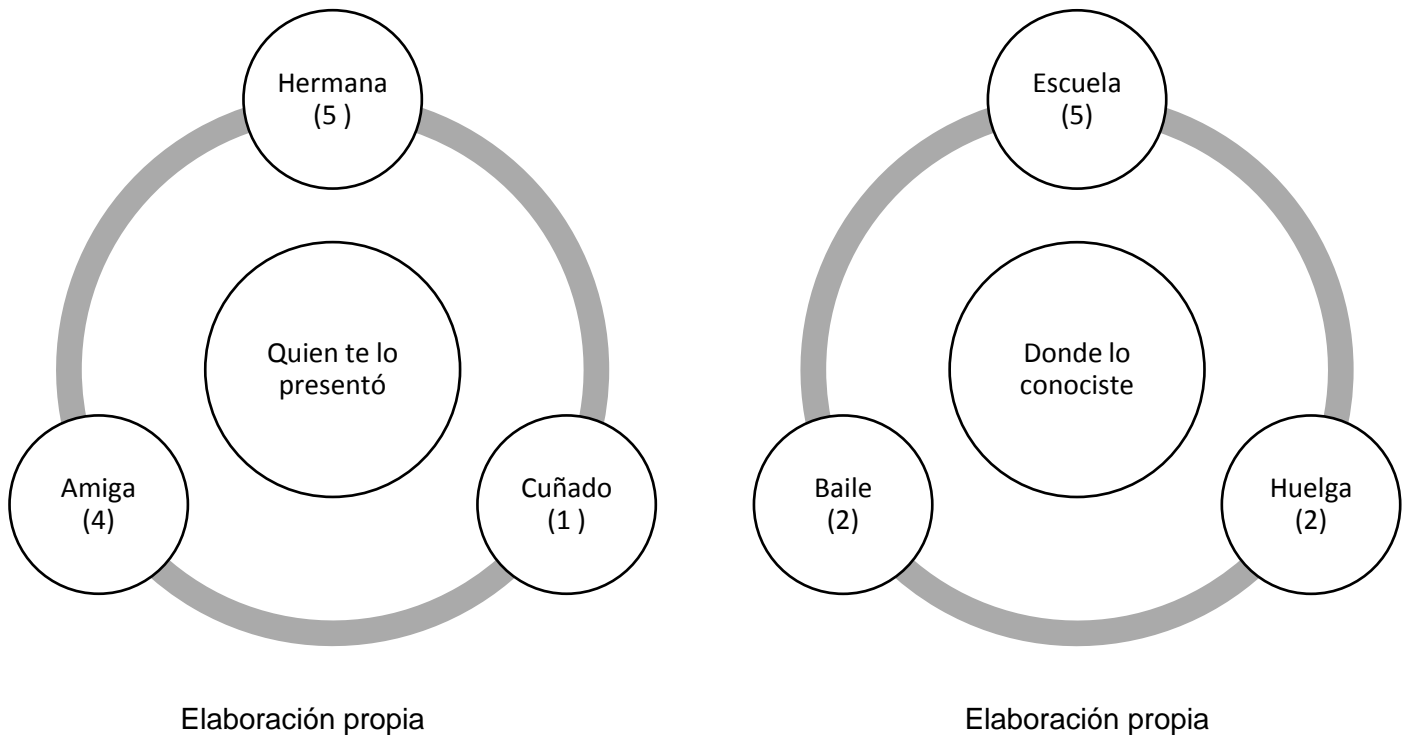 Hermana
(5 )
Quien te lo
presentó
Amiga
(4)
Cuñado
(1 )
Elaboración propia
Escuela
(5)
Donde lo
conociste
Baile
(2)
Huelga
(2)
Elaboración propia